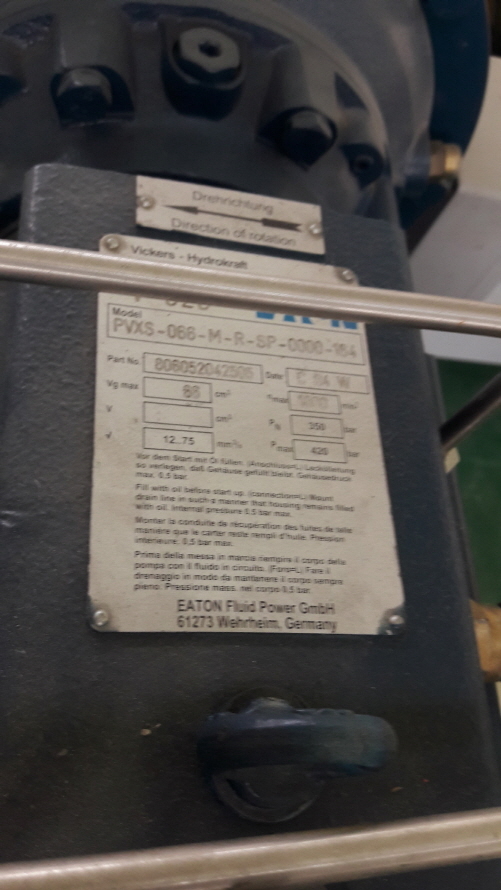 Drehrichtung
Direction of rotation
Vickers - Hydrokraft
Model
PVXS-066-M-R-SP-0000-
Part No Date
Vg max 66 cm³ max min
V cm³ bar
12..75 mm²/s P max 420 bar
Vor dem Start mit Öl füllen. (Anschluss=L) Leckölleitung
so verlegen, daß Gehäuse gefüllt bleibt. Gehäusedruck
max. 0,5 bar.
Fill with oil before start up. (connection=L) Mount
drain line in such a manner that housing remains filled
with oil. Internal pressure 0,5 bar max.
Montar la conduite de récupération des fuites de telle
manière que le carter reste rempli d'huile. Pression
intérieure: 0,5 bar max.
Prima della messa in marcia riempire il corpo della
pompa con il fluido in circuito. (Foro=L) Fare il
drenaggio in modo da mantenere il corpo sempre
pieno. Pressione mass. nel corpo 0,5 bar.
EATON Fluid Power GmbH
61273 Wehrheim, Germany